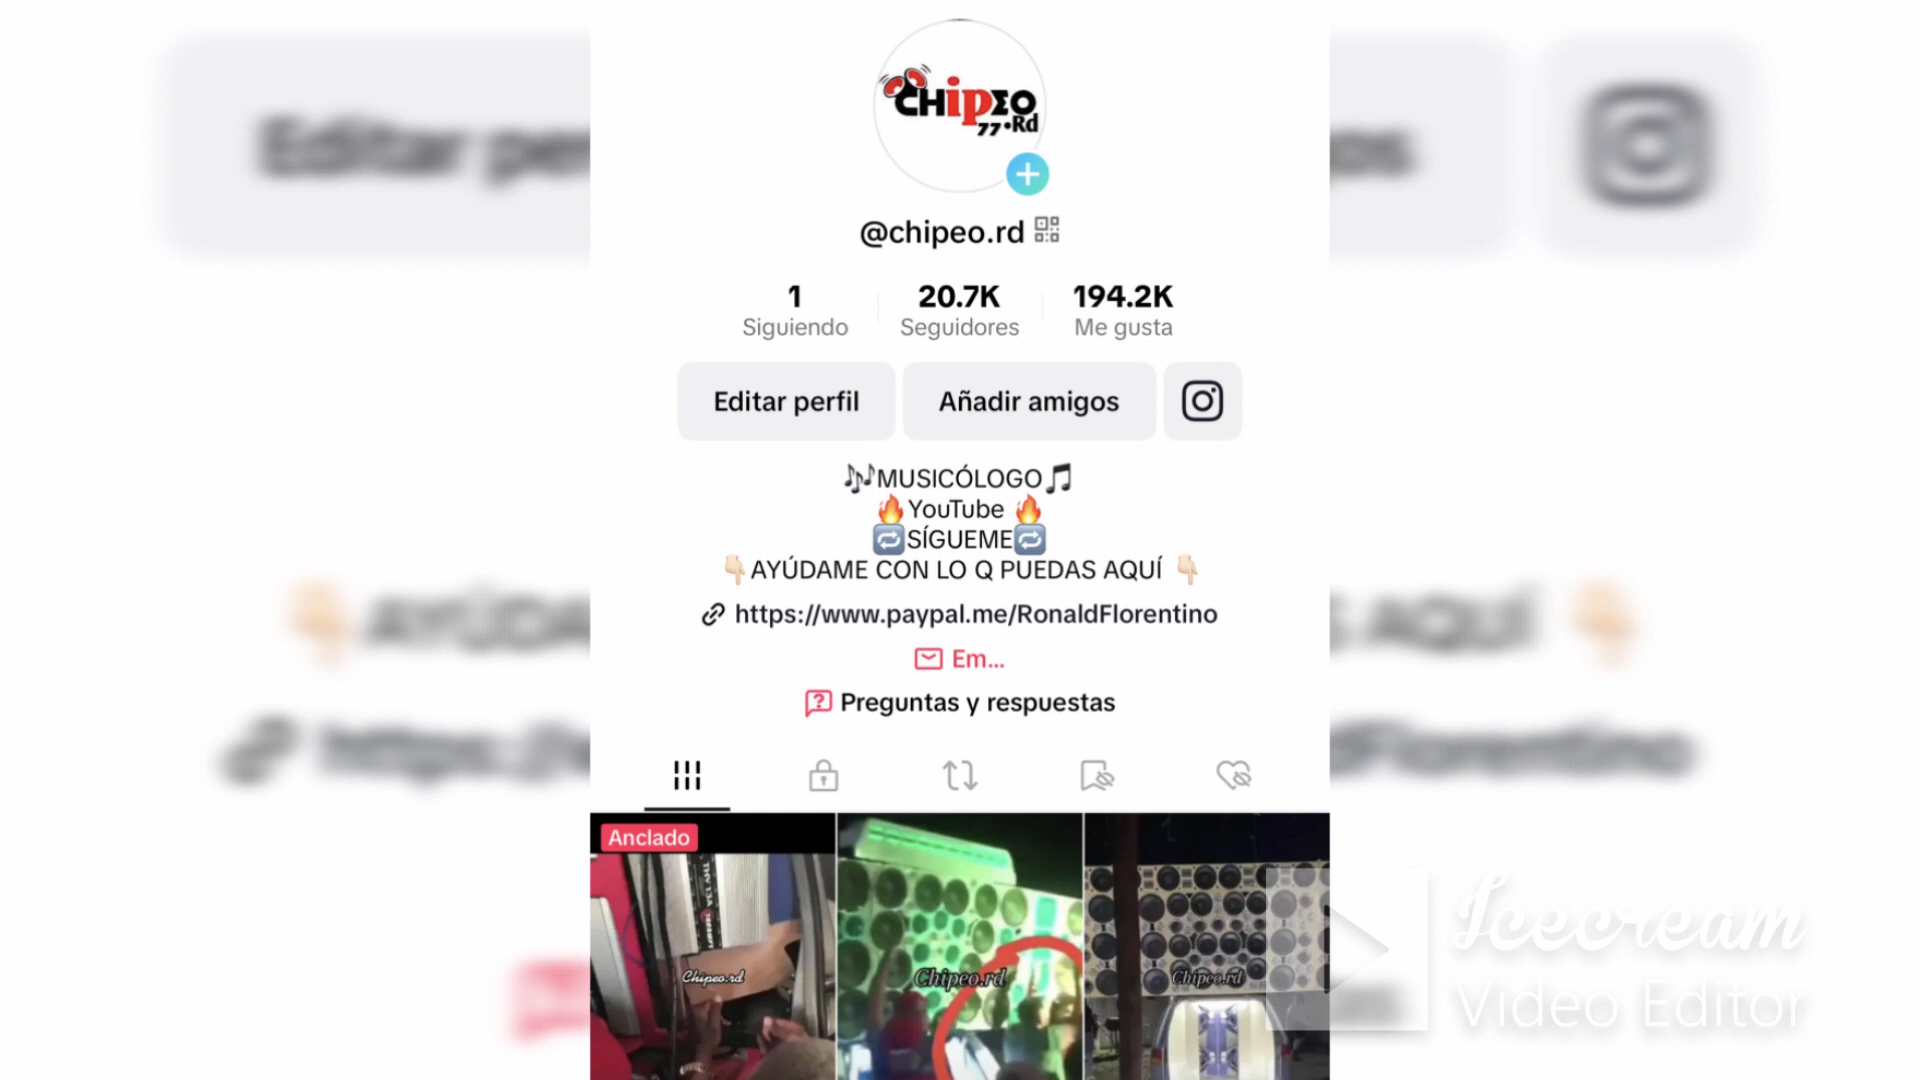 CHipΣO
77•Rd
@chipeo.rd
1
Siguiendo
20.7K
Seguidores
194.2K
Me gusta
Editar perfil
Añadir amigos
🎶MUSICÓLOGO🎵
🔥YouTube 🔥
🔁SÍGUEME🔁
👇🏻AYÚDAME CON LO Q PUEDAS AQUÍ 👇🏻
https://www.paypal.me/RonaldFlorentino
Em...
Preguntas y respuestas
Anclado
Chipeo.rd
Chipeo.rd
Chipeo.rd
Icecream
Video Editor